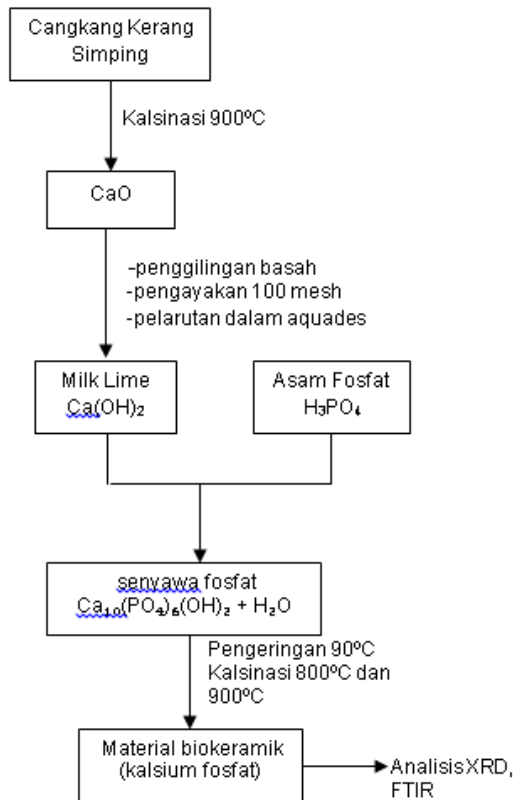 Cangkang Kerang
Simping
Kalsinasi 900ºC
CaO
-penggilingan basah
-pengayakan 100 mesh
-pelarutan dalam aquades
Milk Lime
Ca(OH)₂
Asam Fosfat
H₃PO₄
senyawa fosfat
Ca₁₀(PO₄)₆(OH)₂ + H₂O
Pengeringan 90ºC
Kalsinasi 800ºC dan
900ºC
Material biokeramik
(kalsium fosfat)
Analisis XRD,
FTIR